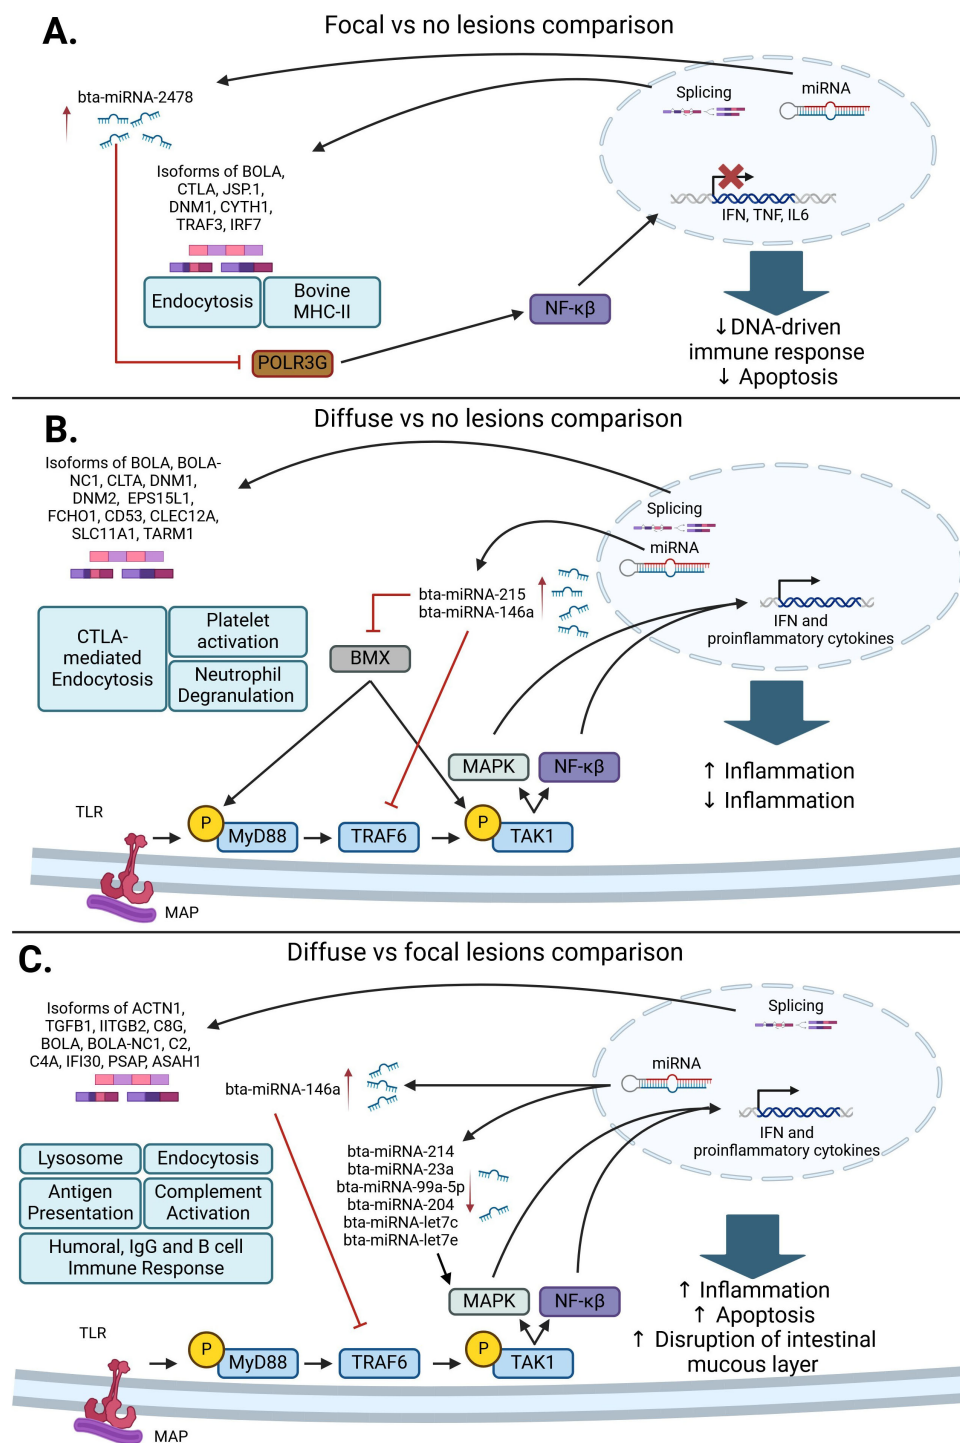 A.
Focal vs no lesions comparison
bta-miRNA-2478
Splicing
miRNA
Isoforms of BOLA,
CTLA, JSP.1,
DNM1, CYTH1,
TRAF3, IRF7
IFN, TNF, IL6
Endocytosis
Bovine
MHC-II
NF-κβ
POLR3G
↓DNA-driven
immune response
↓ Apoptosis
B.
Diffuse vs no lesions comparison
Isoforms of BOLA, BOLA-
NC1, CLTA, DNM1,
DNM2, EPS15L1,
FCHO1, CD53, CLEC12A,
SLC11A1, TARM1
Splicing
miRNA
bta-miRNA-215
bta-miRNA-146a
IFN and
proinflammatory cytokines
CTLA-
mediated
Endocytosis
Platelet
activation
Neutrophil
Degranulation
BMX
MAPK
NF-κβ
↑ Inflammation
↓ Inflammation
TLR
P
MyD88
TRAF6
P
TAK1
MAP
C.
Diffuse vs focal lesions comparison
Isoforms of ACTN1,
TGFB1, IITGB2, C8G,
BOLA, BOLA-NC1, C2,
C4A, IFI30, PSAP, ASAH1
Splicing
miRNA
bta-miRNA-146a
IFN and
proinflammatory cytokines
bta-miRNA-214
bta-miRNA-23a
bta-miRNA-99a-5p
bta-miRNA-204
bta-miRNA-let7c
bta-miRNA-let7e
Lysosome
Endocytosis
Antigen
Presentation
Complement
Activation
Humoral, IgG and B cell
Immune Response
MAPK
NF-κβ
↑ Inflammation
↑ Apoptosis
↑ Disruption of intestinal
mucous layer
TLR
P
MyD88
TRAF6
P
TAK1
MAP